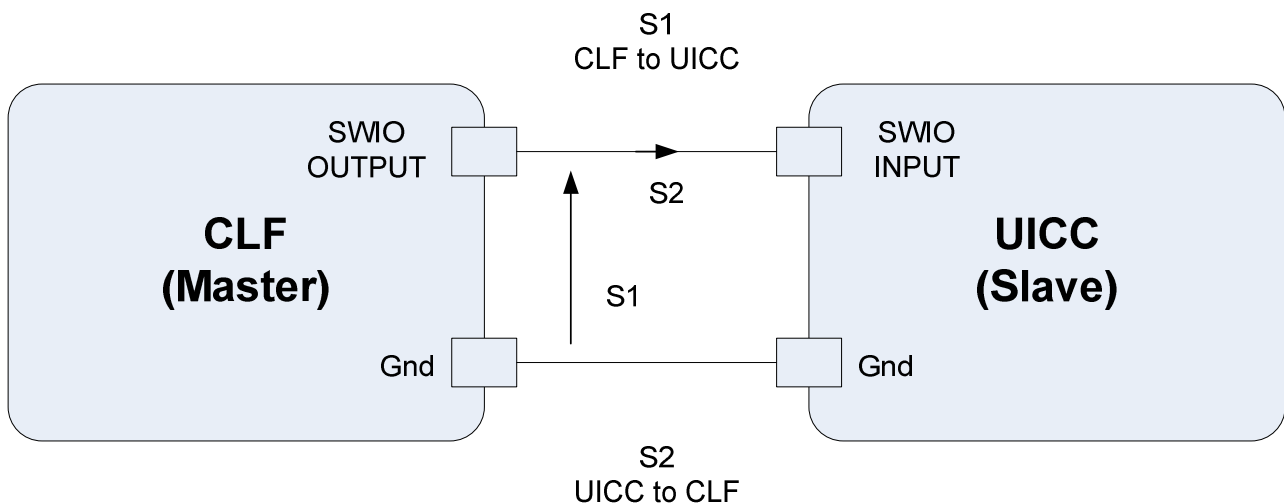 S1
CLF to UICC
SWIO
OUTPUT
SWIO
INPUT
S2
CLF
(Master)
UICC
(Slave)
S1
Gnd
Gnd
S2
UICC to CLF